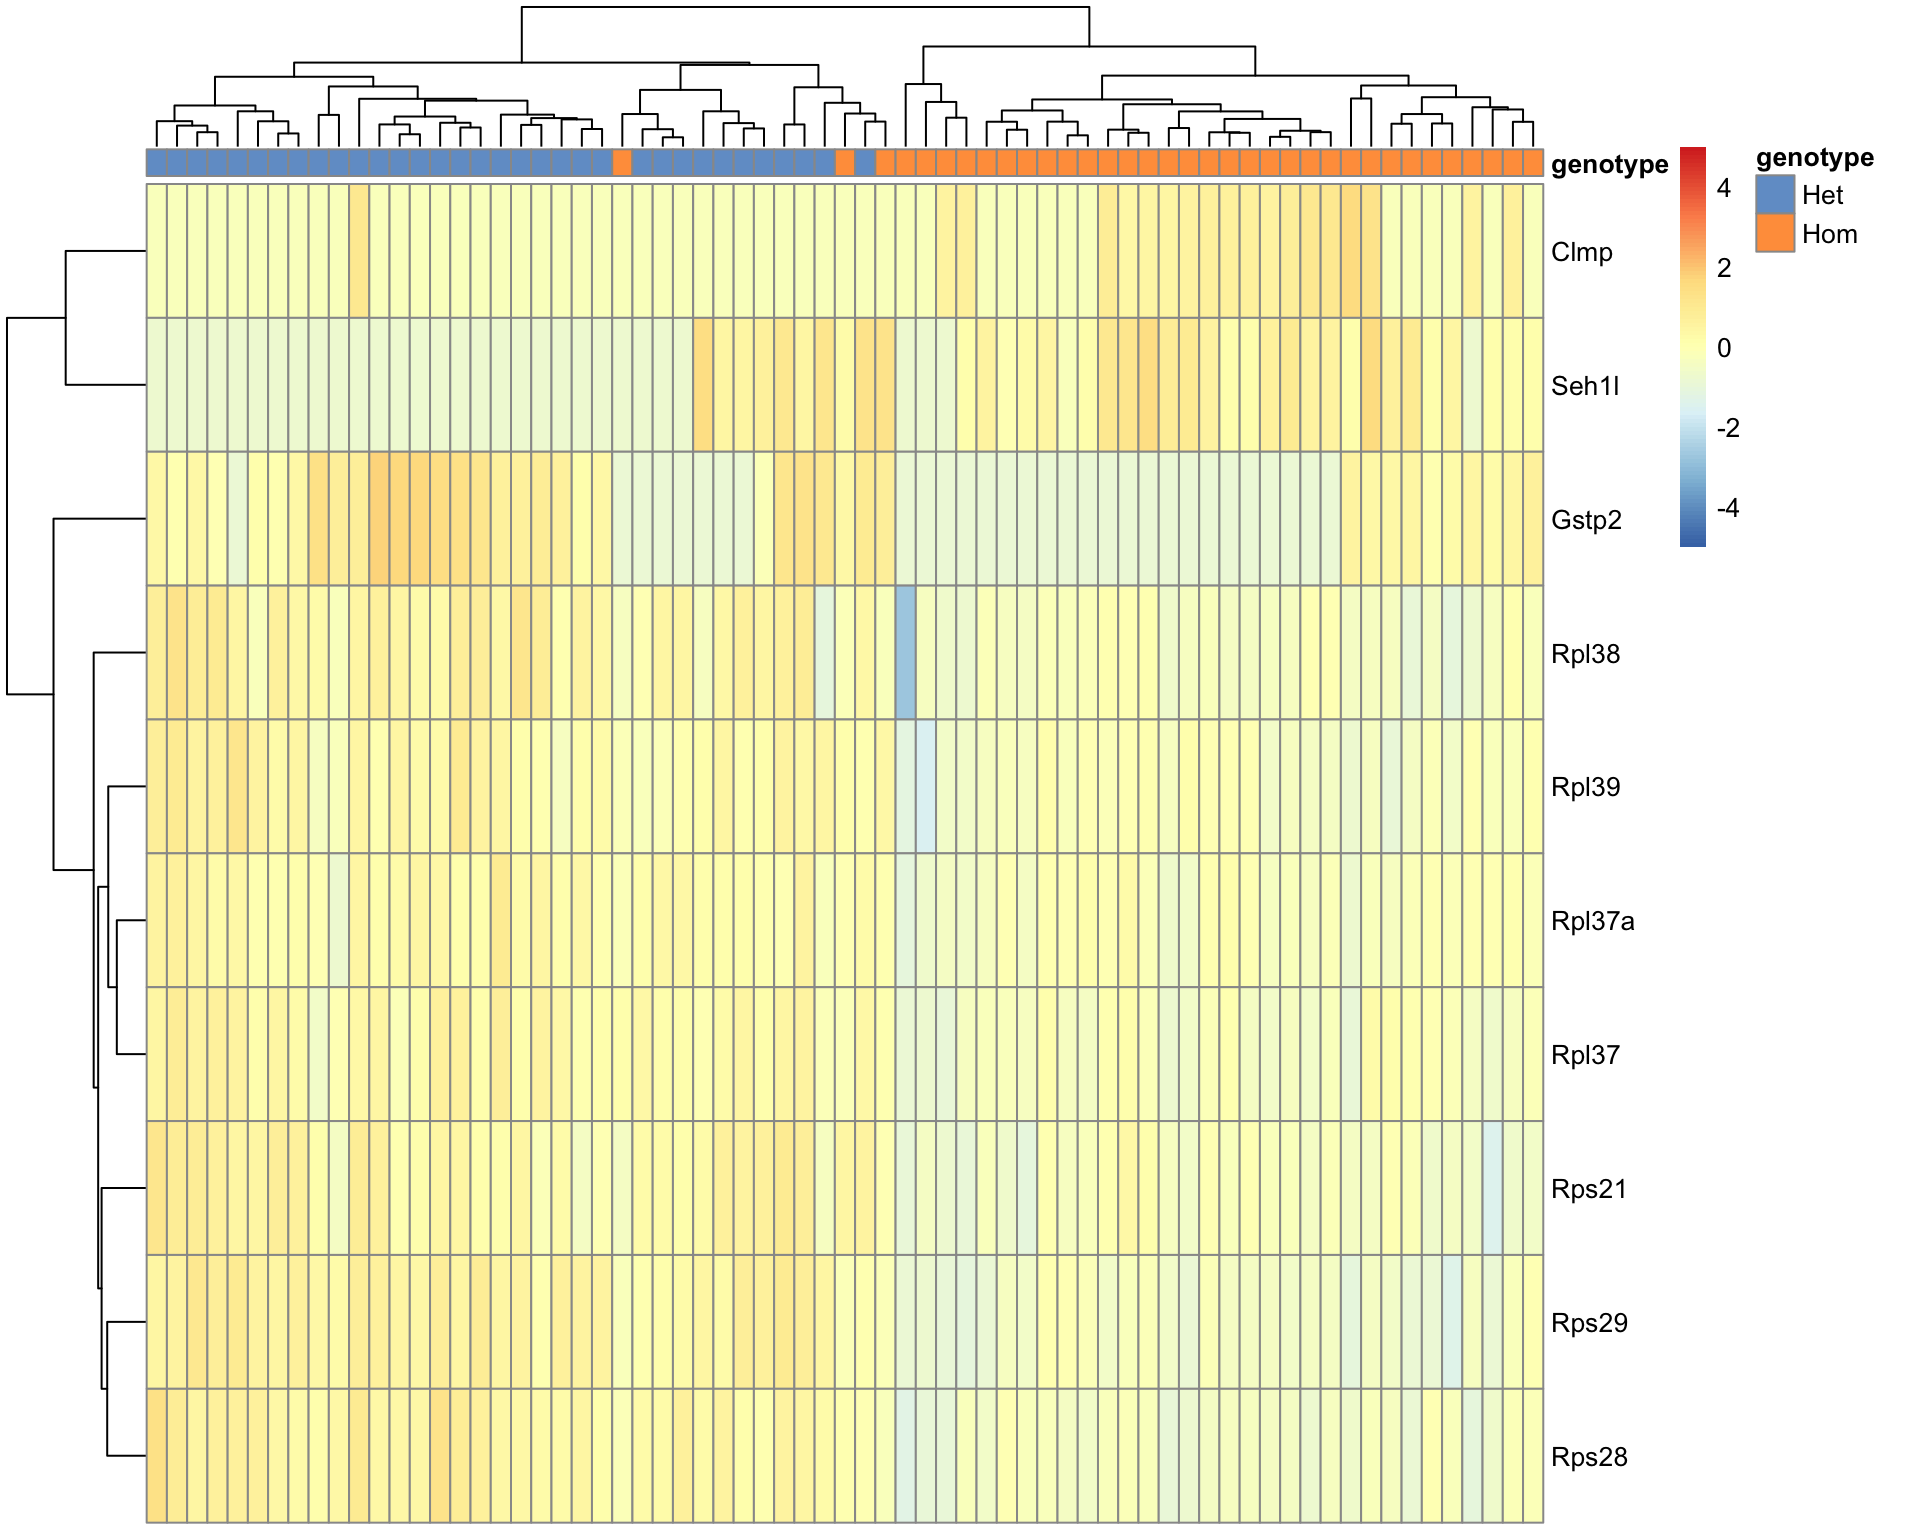 genotype
Clmp
Seh1l
Gstp2
Rpl38
Rpl39
Rpl37a
Rpl37
Rps21
Rps29
Rps28
4
2
0
-2
-4
genotype
Het
Hom